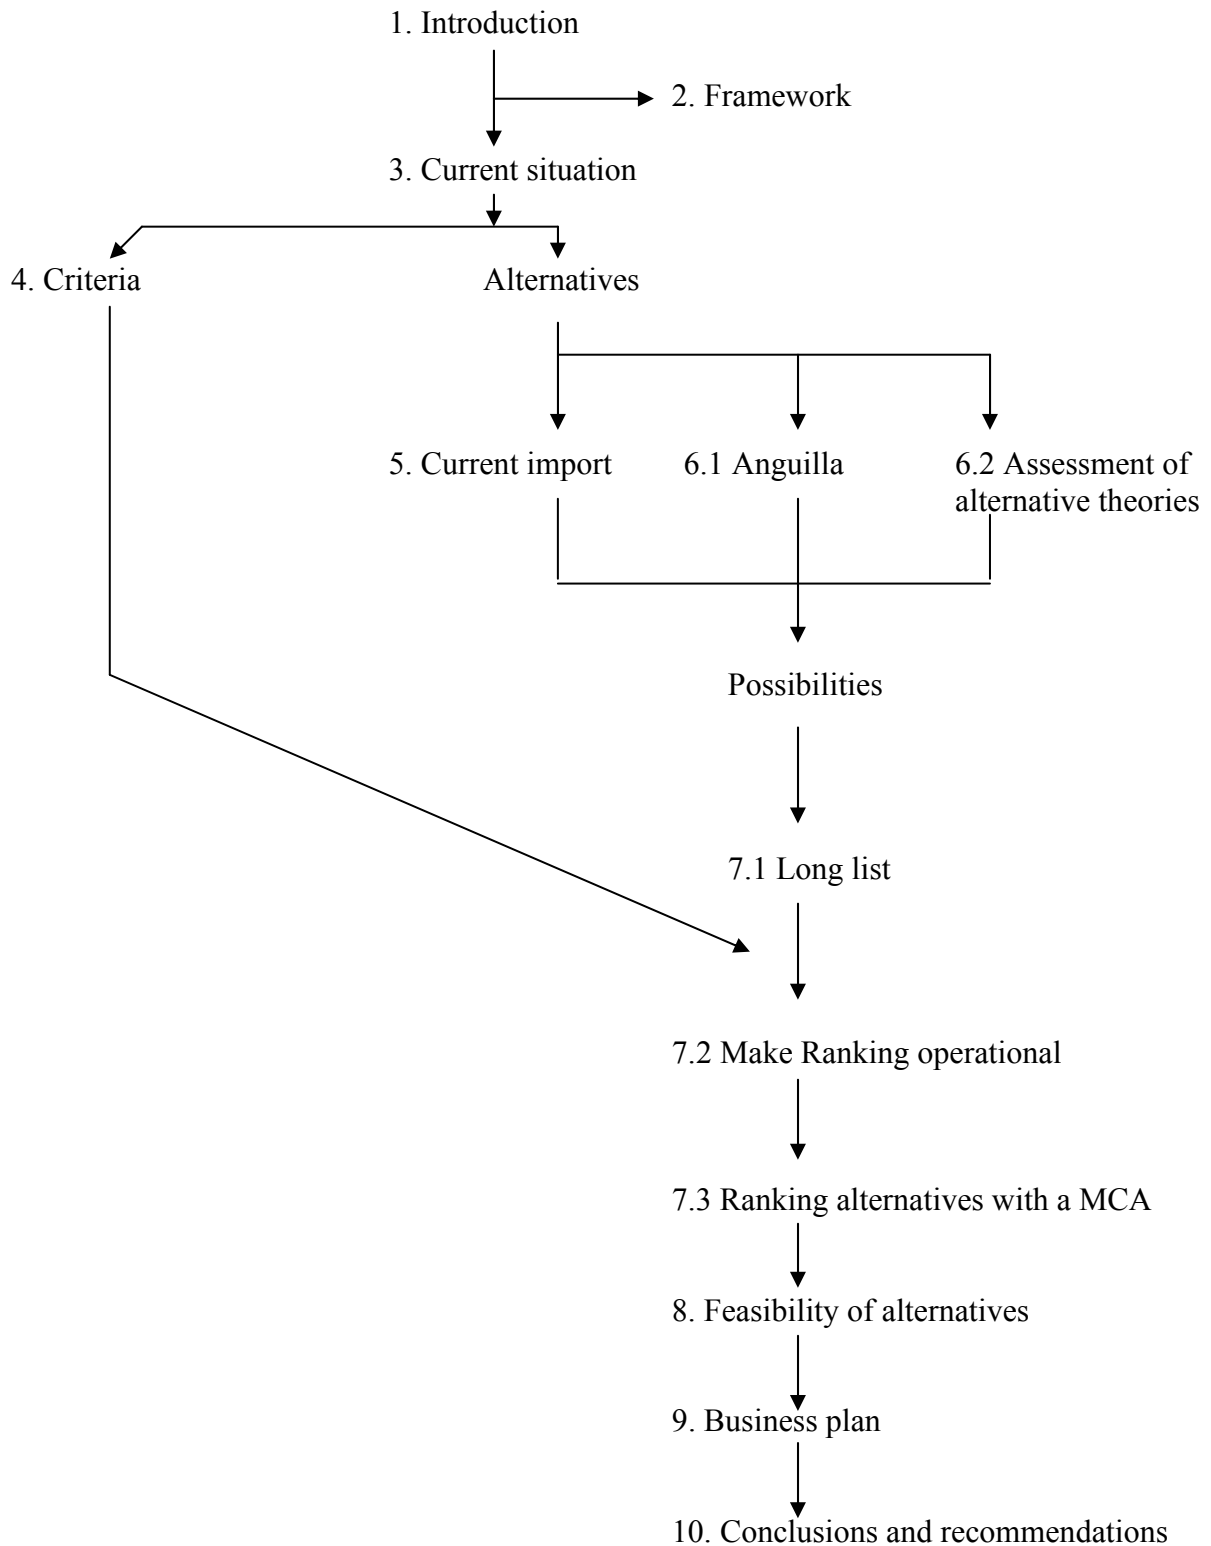 1. Introduction
2. Framework
3. Current situation
4. Criteria
Alternatives
5. Current import
6.1 Anguilla
6.2 Assessment of
alternative theories
Possibilities
7.1 Long list
7.2 Make Ranking operational
7.3 Ranking alternatives with a MCA
8. Feasibility of alternatives
9. Business plan
10. Conclusions and recommendations